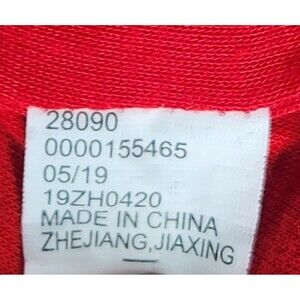 28090
0000155465
05/19
19ZH0420
MADE IN CHINA
ZHEJIANG,JIAXING